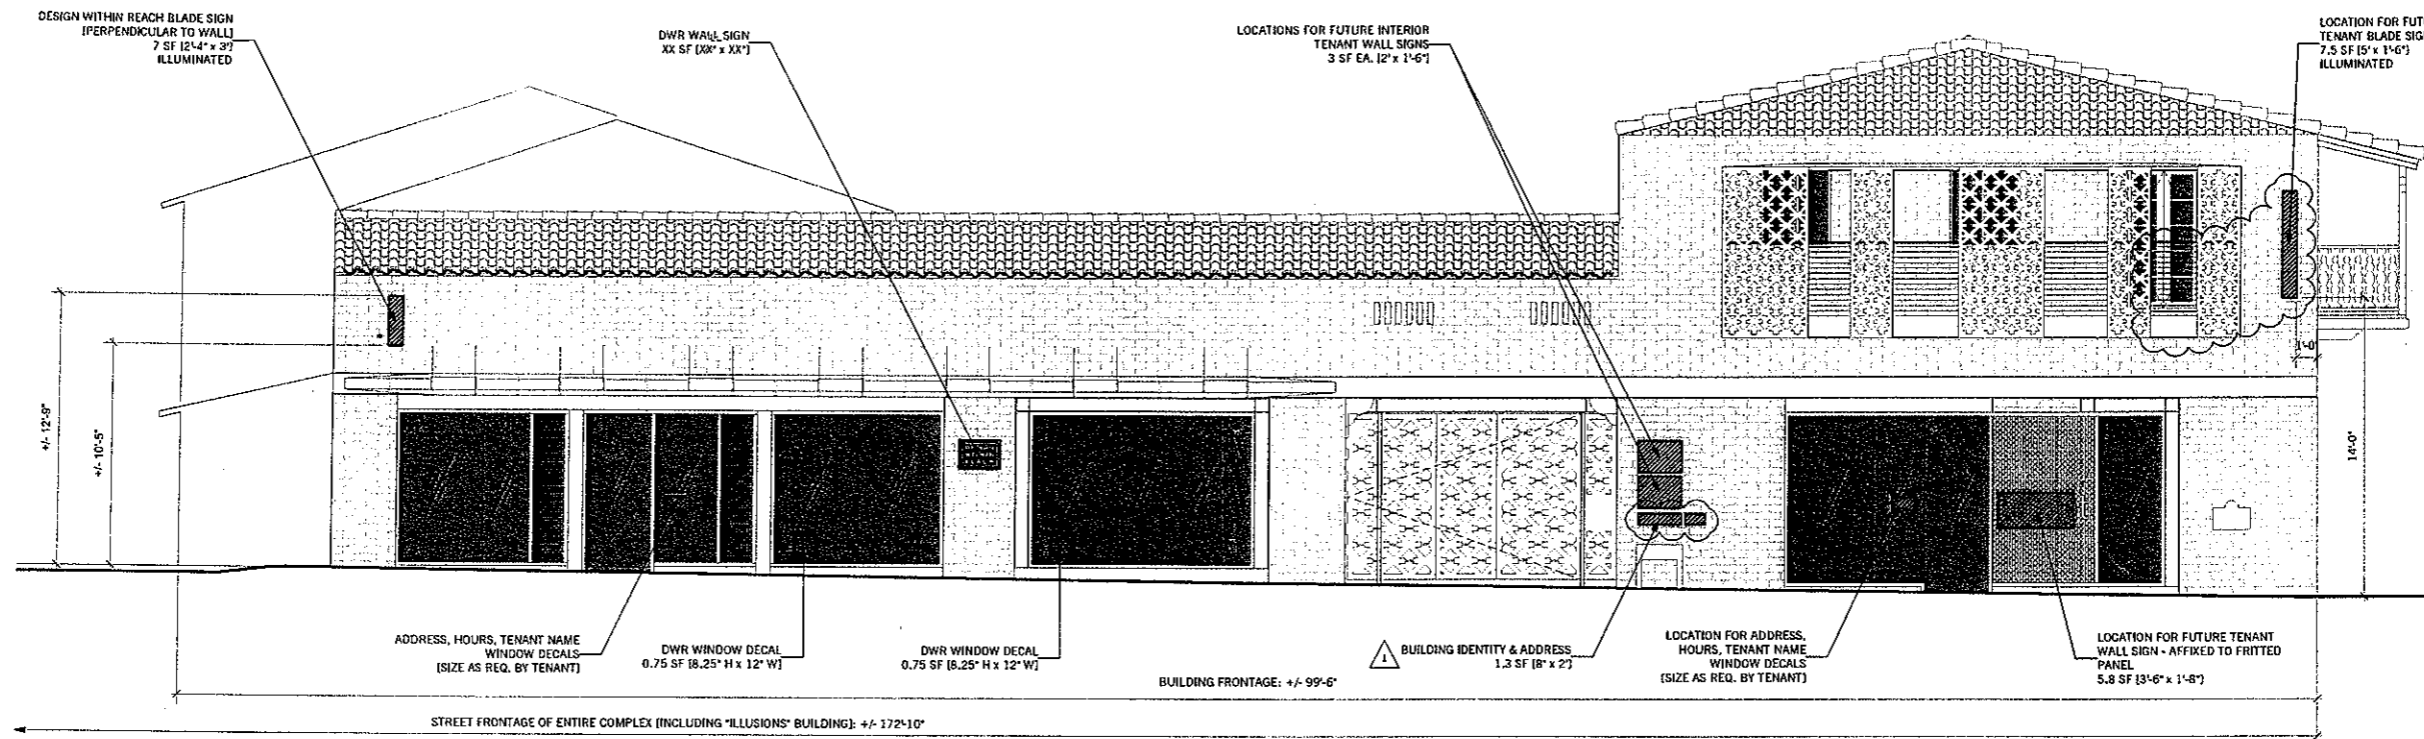 DESIGN WITHIN REACH BLADE SIGN
[PERPENDICULAR TO WALL]
7 SF [2'-4" x 3']
ILLUMINATED
DWR WALL SIGN
XX SF [XX" x XX"]
LOCATIONS FOR FUTURE INTERIOR
TENANT WALL SIGNS
3 SF EA. [2' x 1'-6"]
LOCATION FOR FUT
TENANT BLADE SIG
7.5 SF [5' x 1'-6"]
ILLUMINATED
+/- 12'-9"
+/- 10'-5"
1'-0"
14'-0"
ADDRESS, HOURS, TENANT NAME
WINDOW DECALS
[SIZE AS REQ. BY TENANT]
DWR WINDOW DECAL
0.75 SF [8.25" H x 12" W]
DWR WINDOW DECAL
0.75 SF [8.25" H x 12" W]
1
BUILDING IDENTITY & ADDRESS
1.3 SF [8" x 2']
LOCATION FOR ADDRESS,
HOURS, TENANT NAME
WINDOW DECALS
[SIZE AS REQ. BY TENANT]
LOCATION FOR FUTURE TENANT
WALL SIGN - AFFIXED TO FRITTED
PANEL
5.8 SF [3'-6" x 1'-8"]
BUILDING FRONTAGE: +/- 99'-6"
STREET FRONTAGE OF ENTIRE COMPLEX [INCLUDING "ILLUSIONS" BUILDING]: +/- 172'-10"